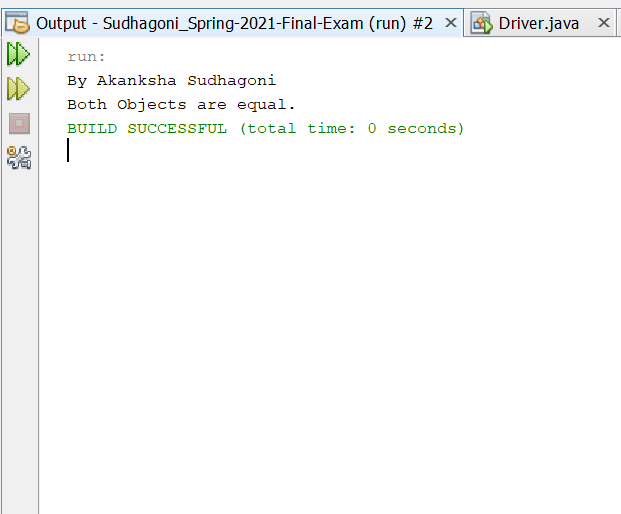 Output - Sudhagoni_Spring-2021-Final-Exam (run) #2
Driver.java
run:
By Akanksha Sudhagoni
Both Objects are equal.
BUILD SUCCESSFUL (total time: 0 seconds)